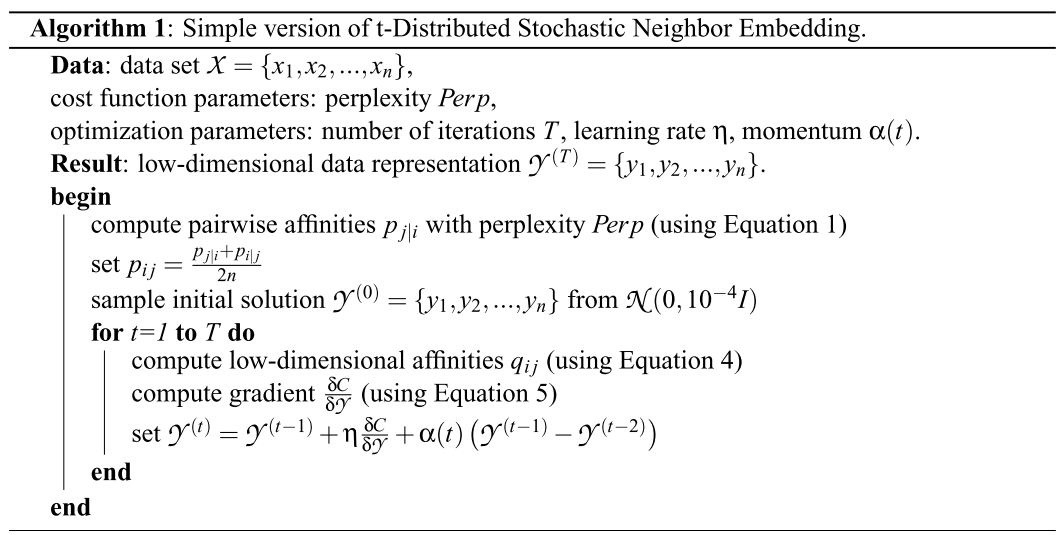 Algorithm 1: Simple version of t-Distributed Stochastic Neighbor Embedding.
Data: data set 𝒳 = {x₁,x₂,...,xₙ},
cost function parameters: perplexity Perp,
optimization parameters: number of iterations T, learning rate η, momentum α(t).
Result: low-dimensional data representation 𝒴^(T) = {y₁,y₂,...,yₙ}.
begin
compute pairwise affinities p_{j|i} with perplexity Perp (using Equation 1)
set p_{ij} = \frac{p_{j|i}+p_{i|j}}{2n}
sample initial solution 𝒴^(0) = {y₁,y₂,...,yₙ} from 𝒩(0,10⁻⁴I)
for t=1 to T do
compute low-dimensional affinities q_{ij} (using Equation 4)
compute gradient \frac{δC}{δ𝒴} (using Equation 5)
set 𝒴^(t) = 𝒴^(t−1) + η\frac{δC}{δ𝒴} + α(t) (𝒴^(t−1) − 𝒴^(t−2))
end
end